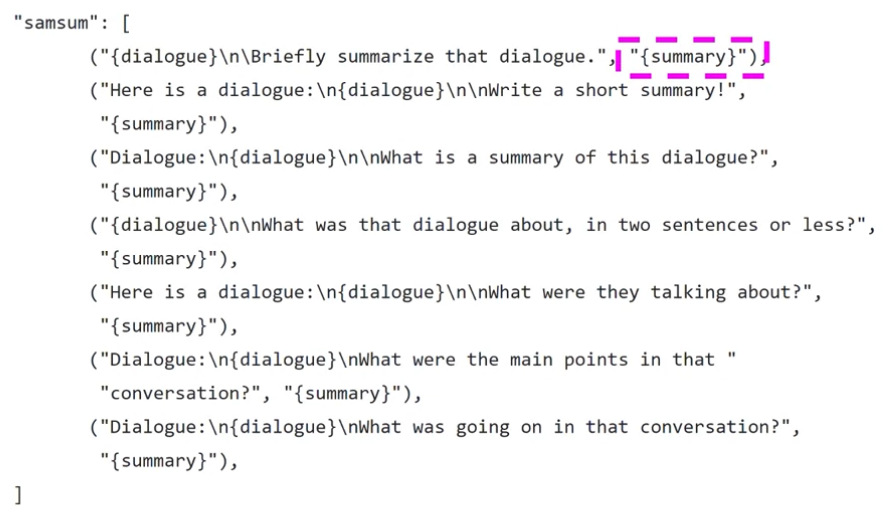 "samsum": [
("{dialogue}\n\Briefly summarize that dialogue.", "{summary}"),
("Here is a dialogue:\n{dialogue}\n\nWrite a short summary!",
"{summary}"),
("Dialogue:\n{dialogue}\n\nWhat is a summary of this dialogue?",
"{summary}"),
("{dialogue}\n\nWhat was that dialogue about, in two sentences or less?",
"{summary}"),
("Here is a dialogue:\n{dialogue}\n\nWhat were they talking about?",
"{summary}"),
("Dialogue:\n{dialogue}\nWhat were the main points in that "
"conversation?", "{summary}"),
("Dialogue:\n{dialogue}\nWhat was going on in that conversation?",
"{summary}"),
]